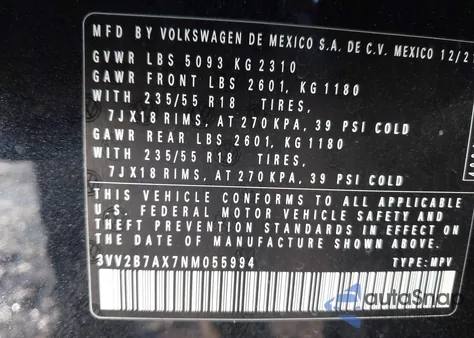 MFD BY VOLKSWAGEN DE MEXICO S.A. DE C.V. MEXICO 12/2
GVWR LBS 5093 KG 2310
GAWR FRONT LBS 2601, KG 1180
WITH 235/55 R18 TIRES,
7JX18 RIMS, AT 270 KPA, 39 PSI COLD
GAWR REAR LBS 2601, KG 1180
WITH 235/55 R18 TIRES,
7JX18 RIMS, AT 270 KPA, 39 PSI COLD
THIS VEHICLE CONFORMS TO ALL APPLICABLE
U.S. FEDERAL MOTOR VEHICLE SAFETY AND
THEFT PREVENTION STANDARDS IN EFFECT ON
THE DATE OF MANUFACTURE SHOWN ABOVE.
3VV2B7AX7NM055994 TYPE: MPV
autoSnap